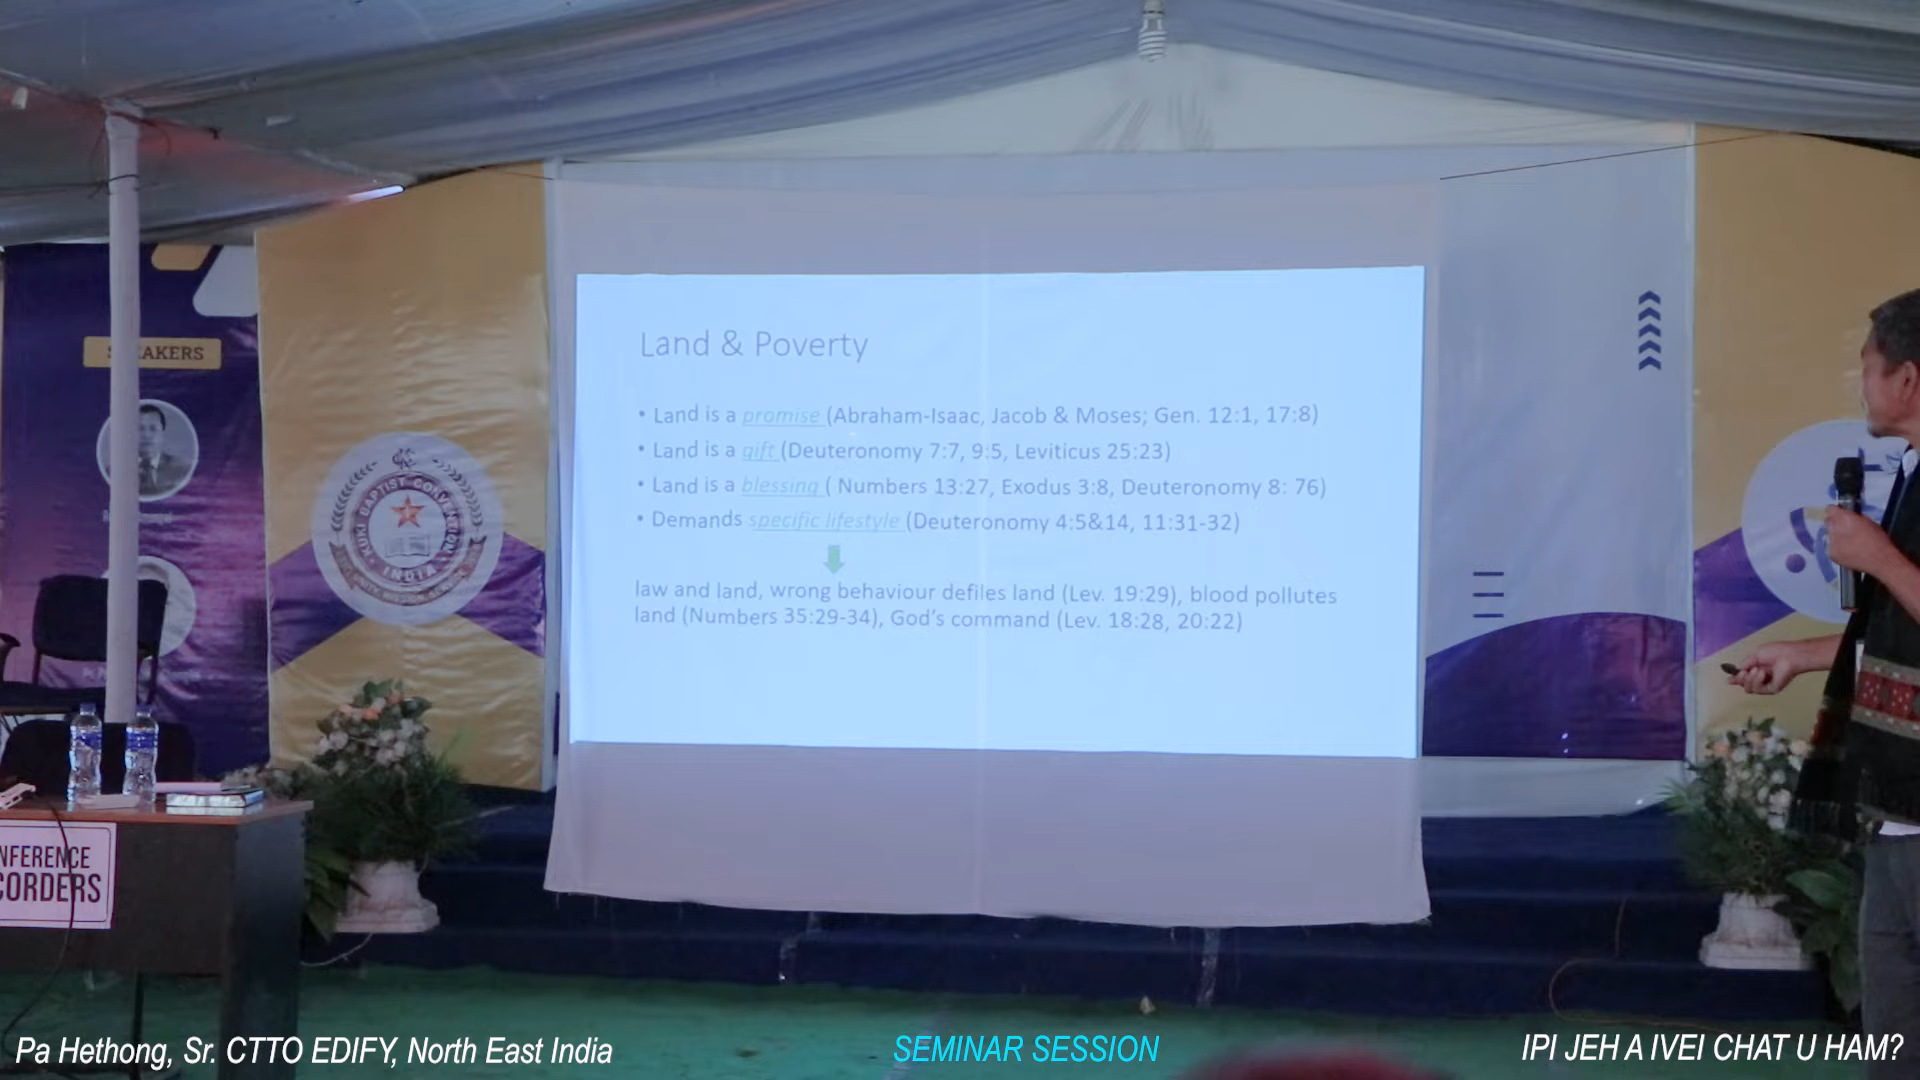 Land & Poverty
• Land is a promise (Abraham-Isaac, Jacob & Moses; Gen. 12:1, 17:8)
• Land is a gift (Deuteronomy 7:7, 9:5, Leviticus 25:23)
• Land is a blessing ( Numbers 13:27, Exodus 3:8, Deuteronomy 8: 76)
• Demands specific lifestyle (Deuteronomy 4:5&14, 11:31-32)
law and land, wrong behaviour defiles land (Lev. 19:29), blood pollutes
land (Numbers 35:29-34), God's command (Lev. 18:28, 20:22)
KUKI BAPTIST CONVENTION
INDIA
NFERENCE
CORDERS
Pa Hethong, Sr. CTTO EDIFY, North East India
SEMINAR SESSION
IPI JEH A IVEI CHAT U HAM?